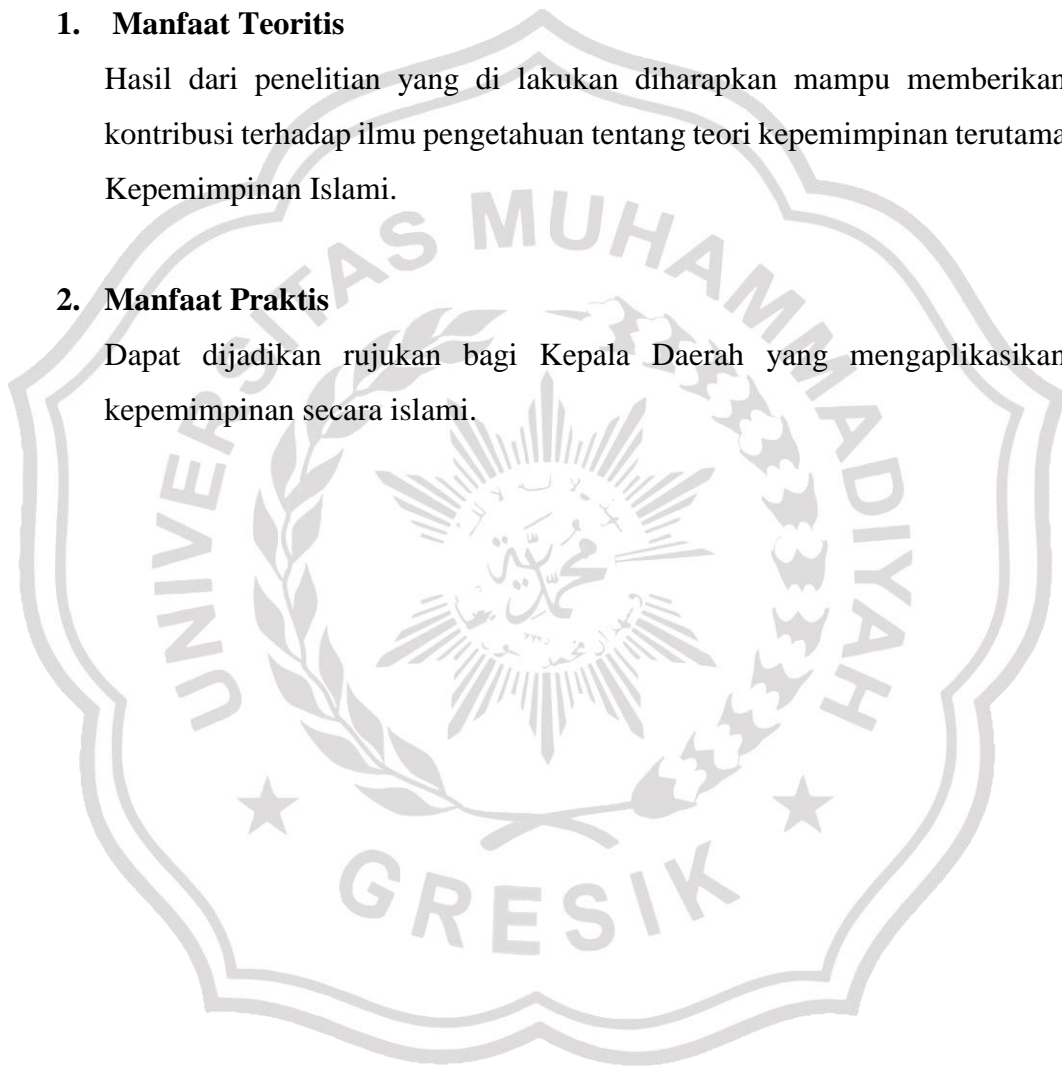 1. Manfaat Teoritis
Hasil dari penelitian yang di lakukan diharapkan mampu memberikan
kontribusi terhadap ilmu pengetahuan tentang teori kepemimpinan terutama
Kepemimpinan Islami.
2. Manfaat Praktis
Dapat dijadikan rujukan bagi Kepala Daerah yang mengaplikasikan
kepemimpinan secara islami.
UNIVERSITAS MUHAMMADIYAH
GRESIK